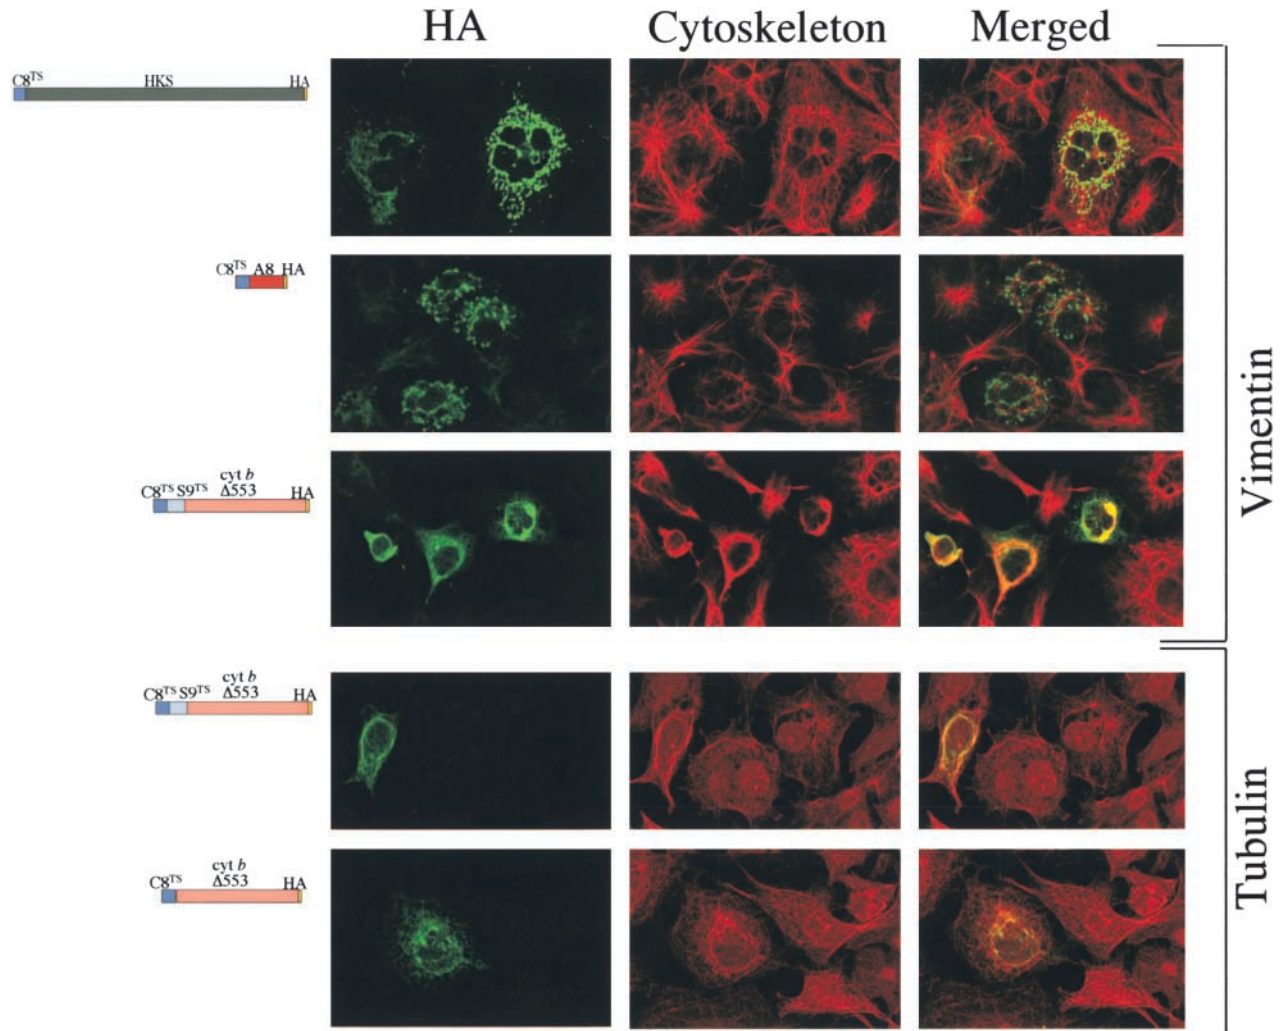 HA Cytoskeleton Merged
C8TS HKS HA
C8TS A8 HA
cyt b
C8TS S9TS Δ553 HA
Vimentin
cyt b
C8TS S9TS Δ553 HA
cyt b
C8TS Δ553 HA
Tubulin